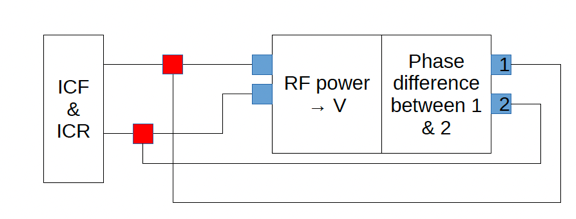 ICF
&
ICR
RF power
→ V
Phase
difference
between 1
& 2
1
2